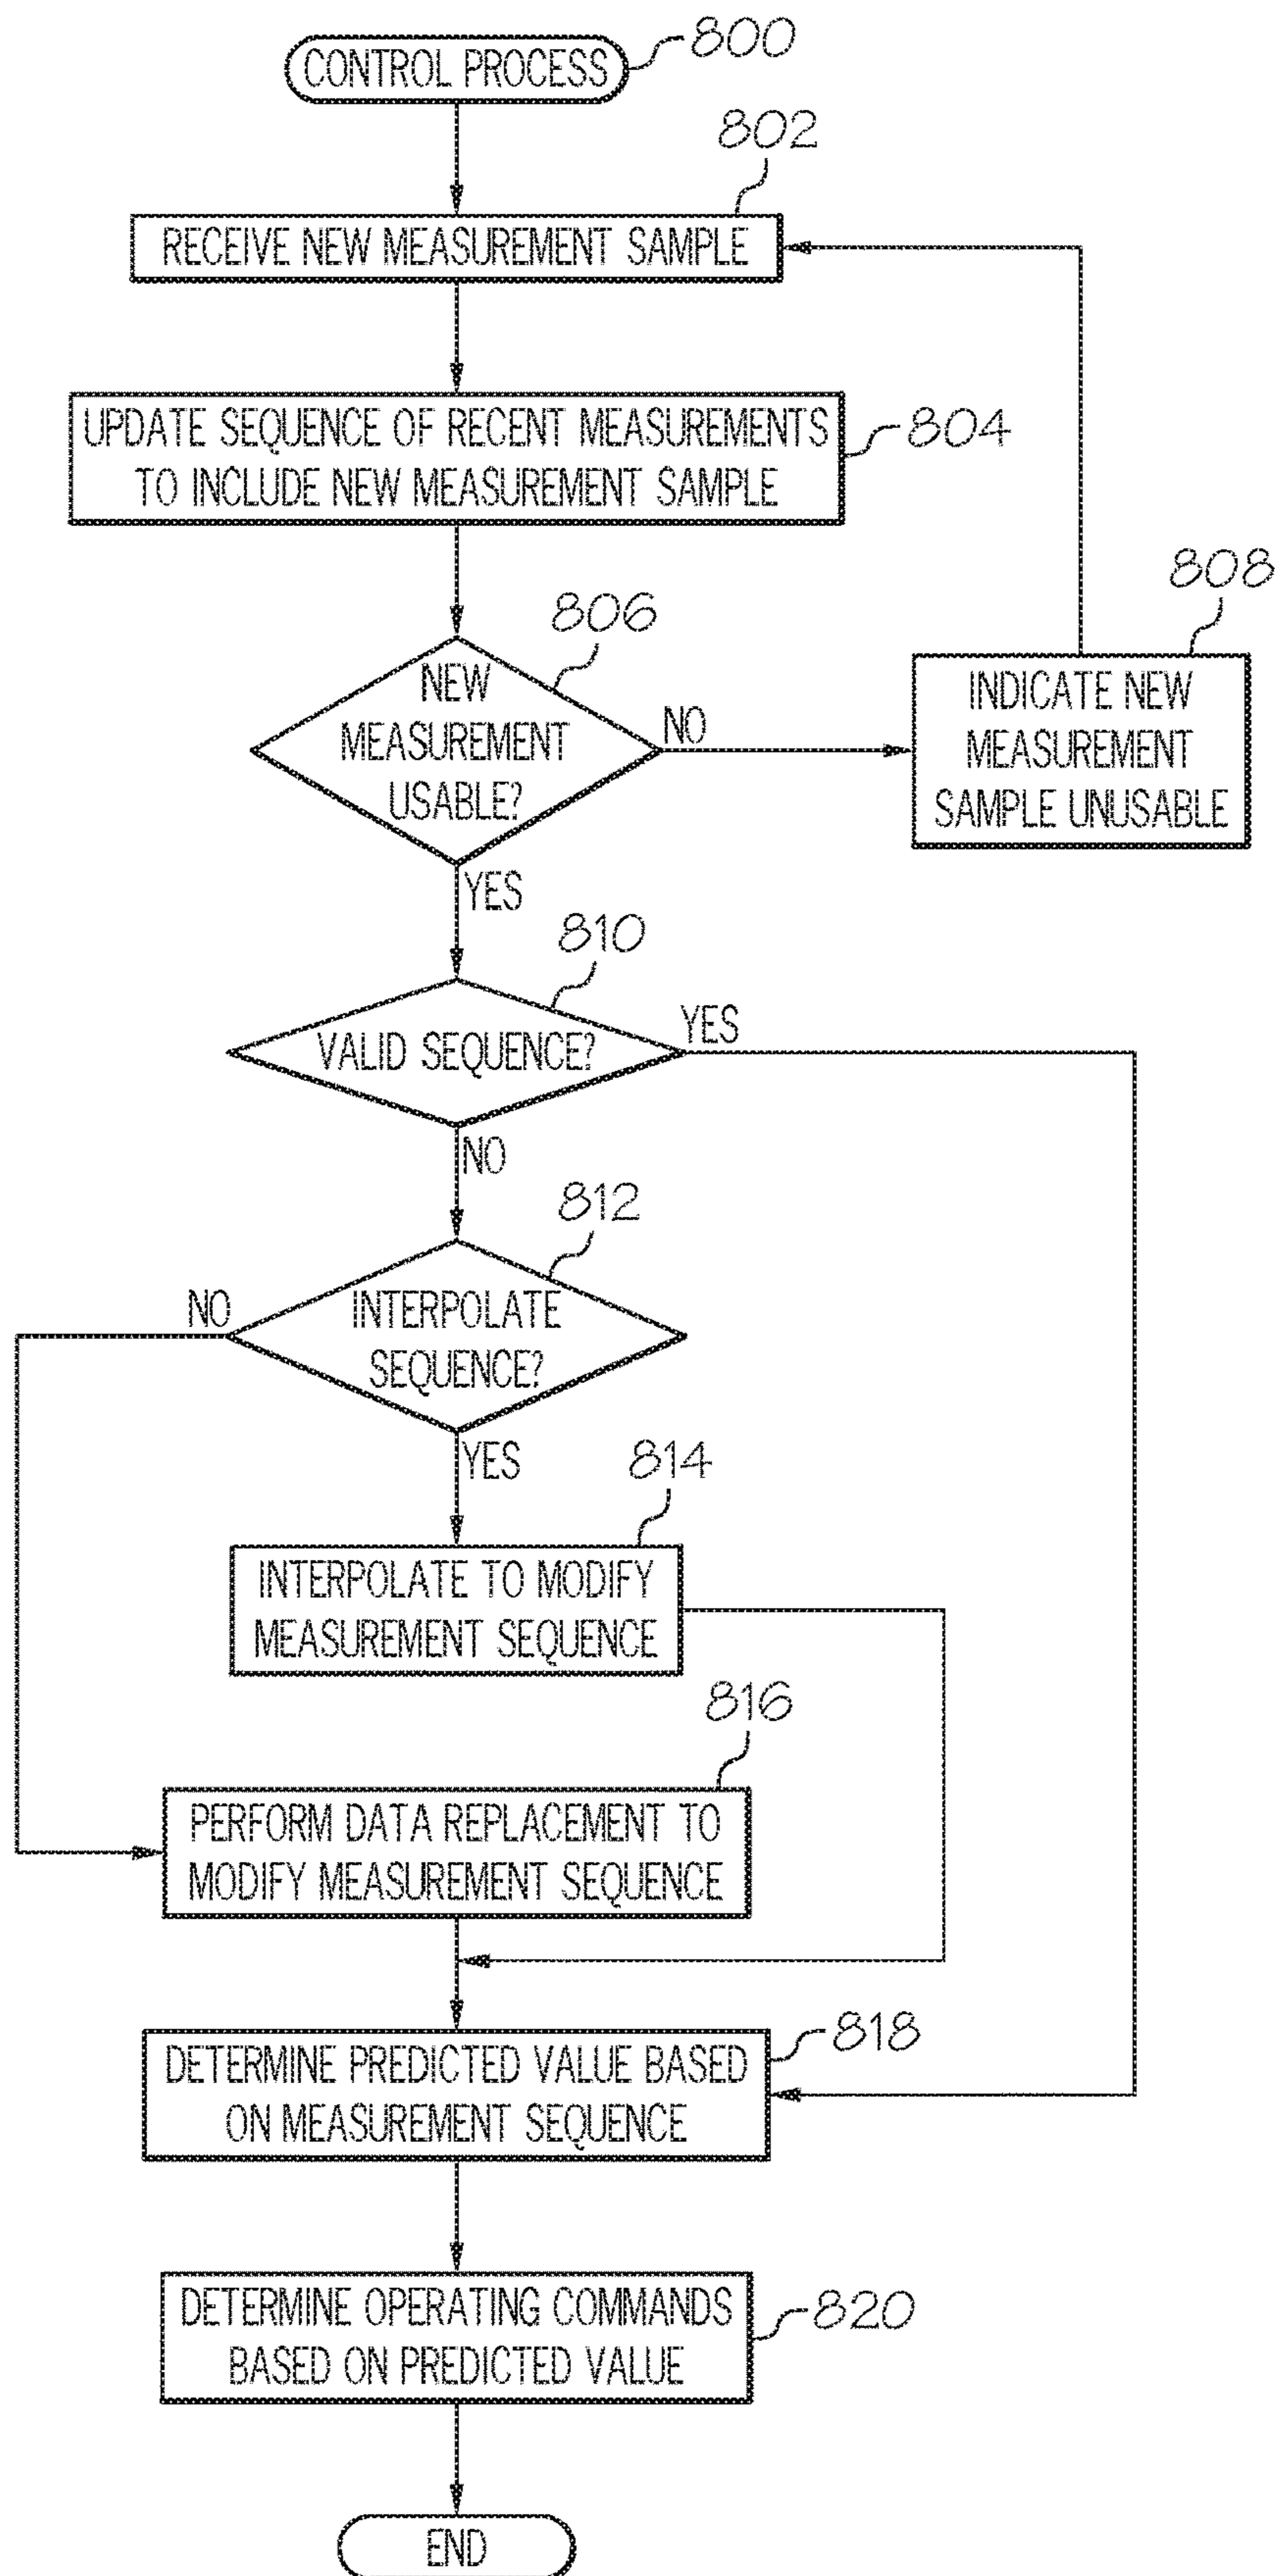 CONTROL PROCESS
800
802
RECEIVE NEW MEASUREMENT SAMPLE
UPDATE SEQUENCE OF RECENT MEASUREMENTS
TO INCLUDE NEW MEASUREMENT SAMPLE
804
806
NEW
MEASUREMENT
USABLE?
NO
808
INDICATE NEW
MEASUREMENT
SAMPLE UNUSABLE
YES
810
VALID SEQUENCE?
YES
NO
812
INTERPOLATE
SEQUENCE?
NO
YES
814
INTERPOLATE TO MODIFY
MEASUREMENT SEQUENCE
816
PERFORM DATA REPLACEMENT TO
MODIFY MEASUREMENT SEQUENCE
DETERMINE PREDICTED VALUE BASED
ON MEASUREMENT SEQUENCE
818
DETERMINE OPERATING COMMANDS
BASED ON PREDICTED VALUE
820
END